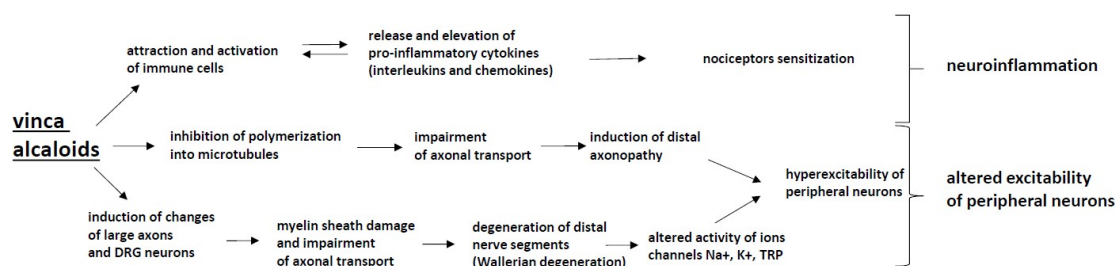 attraction and activation
of immune cells
release and elevation of
pro-inflammatory cytokines
(interleukins and chemokines)
nociceptors sensitization
neuroinflammation
vinca
alcaloids
inhibition of polymerization
into microtubules
impairment
of axonal transport
induction of distal
axonopathy
hyperexcitability of
peripheral neurons
altered excitability
of peripheral neurons
induction of changes
of large axons
and DRG neurons
myelin sheath damage
and impairment
of axonal transport
degeneration of distal
nerve segments
(Wallerian degeneration)
altered activity of ions
channels Na+, K+, TRP